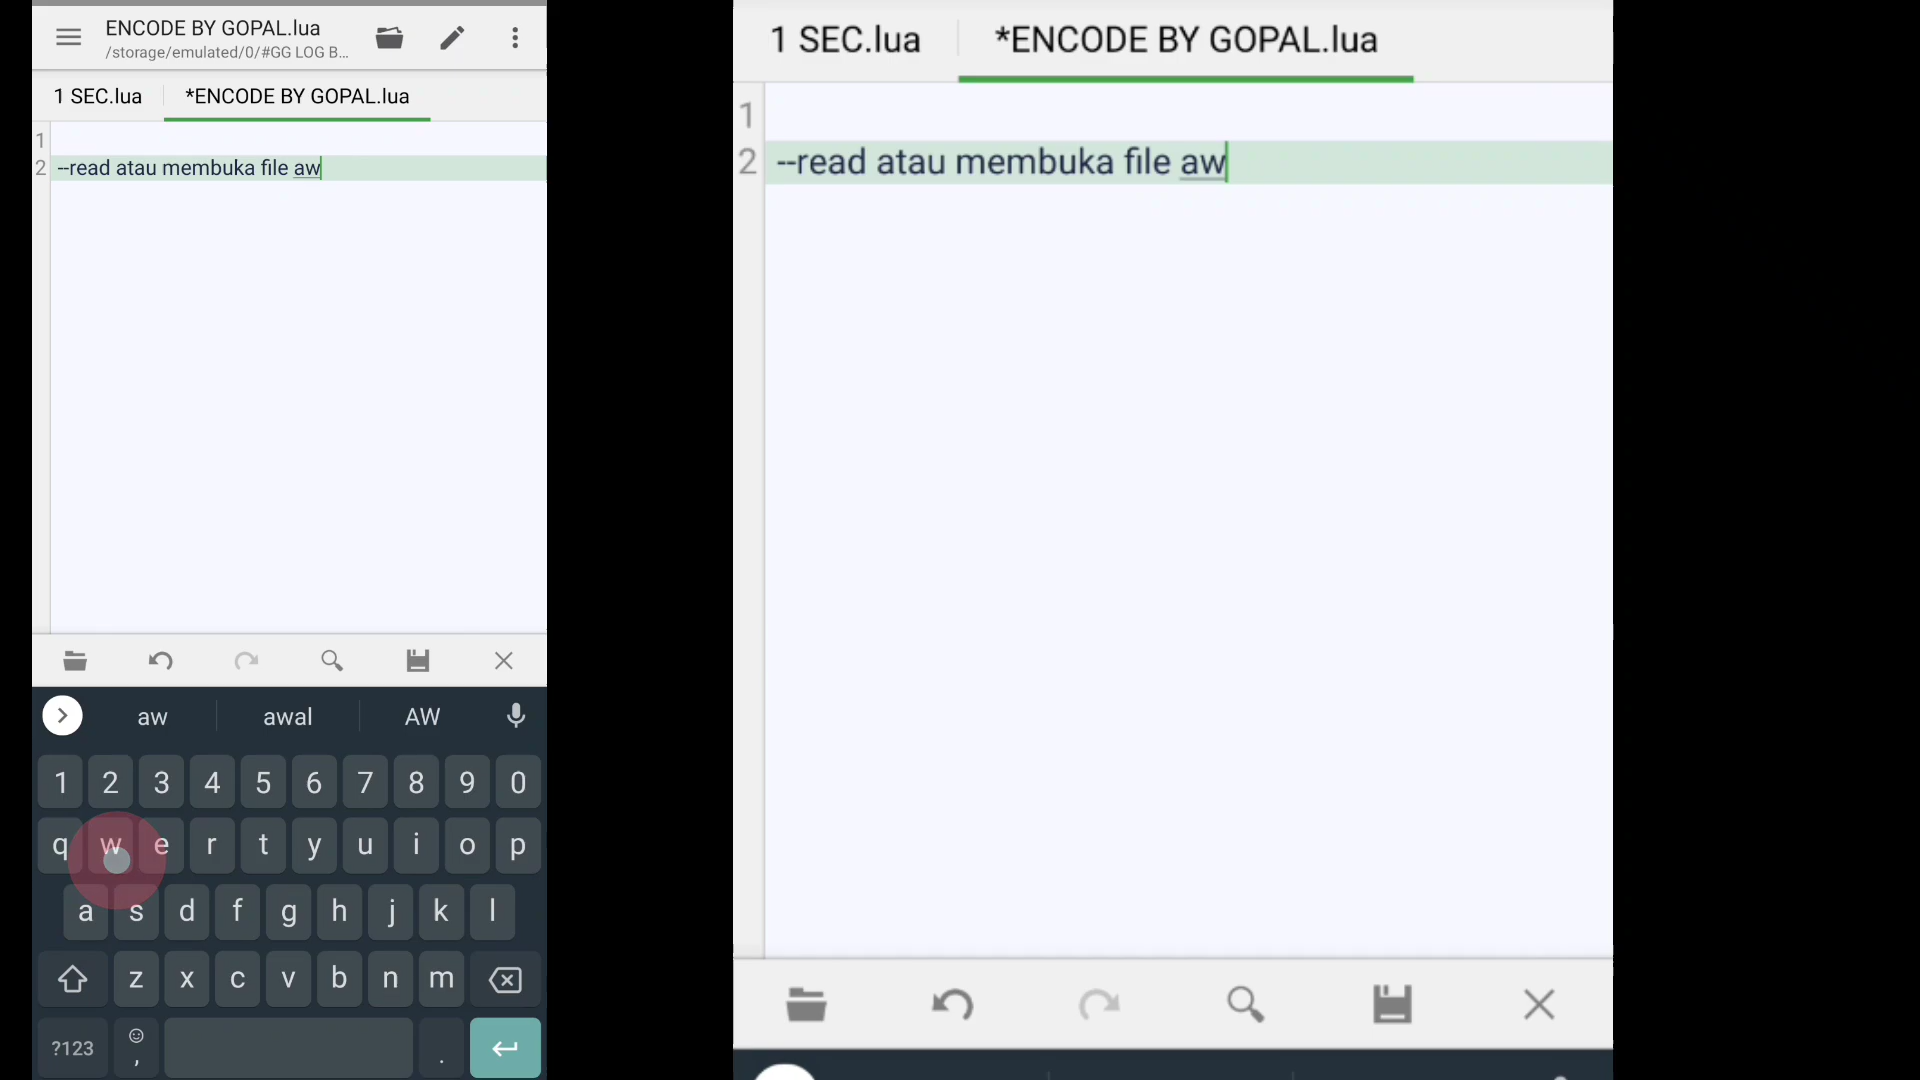 ENCODE BY GOPAL.lua
/storage/emulated/0/#GG LOG B...
1 SEC.lua
*ENCODE BY GOPAL.lua
1
2 --read atau membuka file aw
aw awal AW
1 2 3 4 5 6 7 8 9 0
q w e r t y u i o p
a s d f g h j k l
z x c v b n m
?123 , .
1 SEC.lua
*ENCODE BY GOPAL.lua
1
2 --read atau membuka file aw